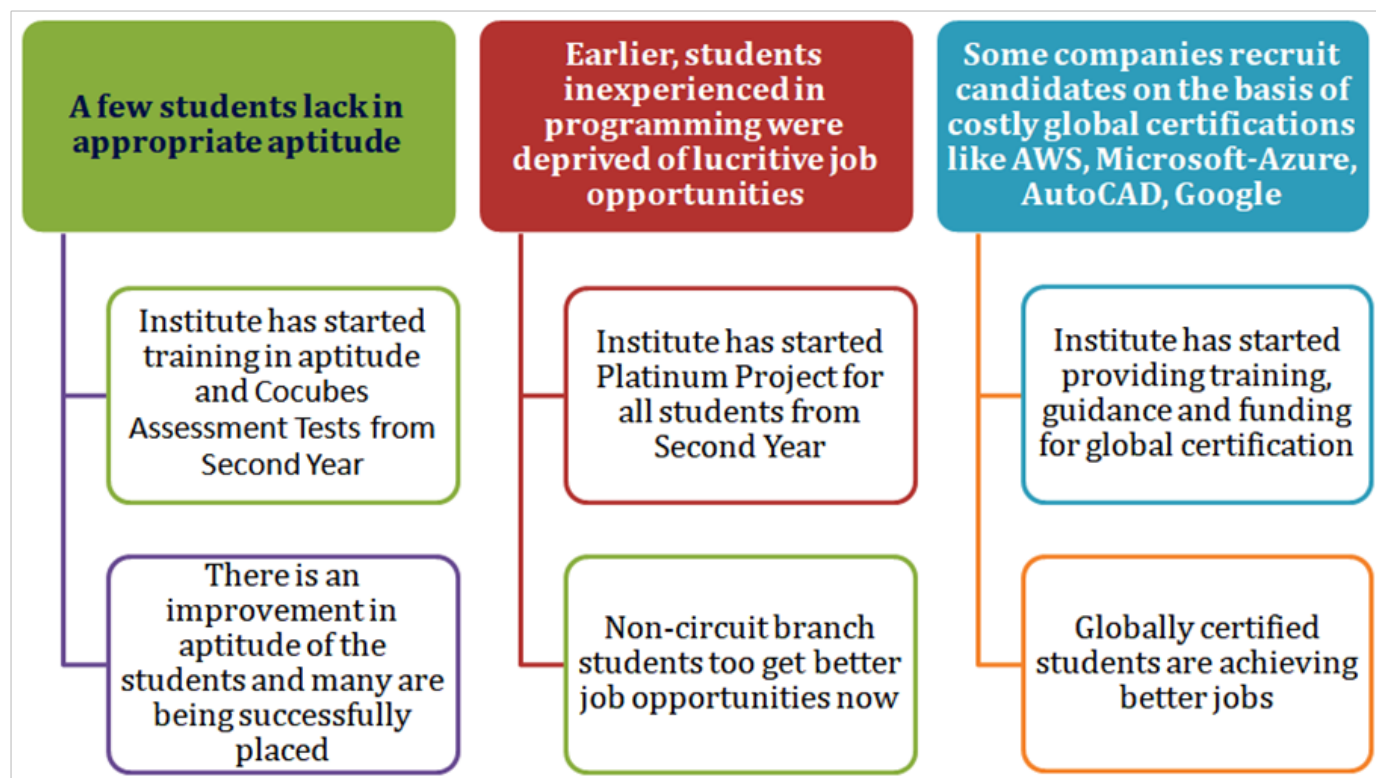 A few students lack in
appropriate aptitude
Institute has started
training in aptitude
and Cocubes
Assessment Tests from
Second Year
There is an
improvement in
aptitude of the
students and many are
being successfully
placed
Earlier, students
inexperienced in
programming were
deprived of lucritive job
opportunities
Institute has started
Platinum Project for
all students from
Second Year
Non-circuit branch
students too get better
job opportunities now
Some companies recruit
candidates on the basis of
costly global certifications
like AWS, Microsoft-Azure,
AutoCAD, Google
Institute has started
providing training,
guidance and funding
for global certification
Globally certified
students are achieving
better jobs